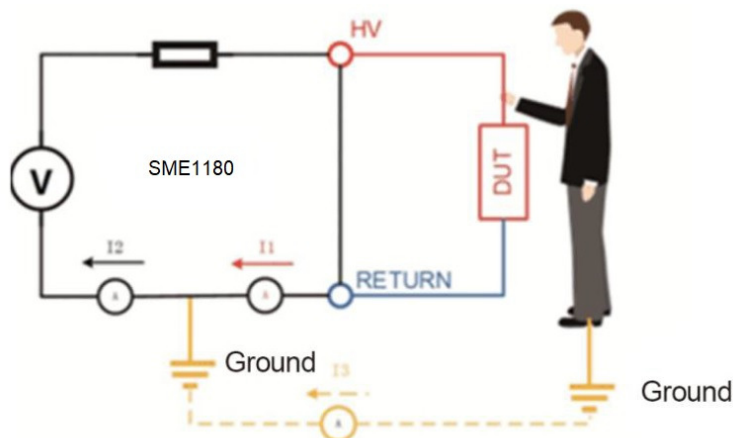 HV
V
SME1180
DUT
I2
I1
A
A
RETURN
Ground
I3
A
Ground